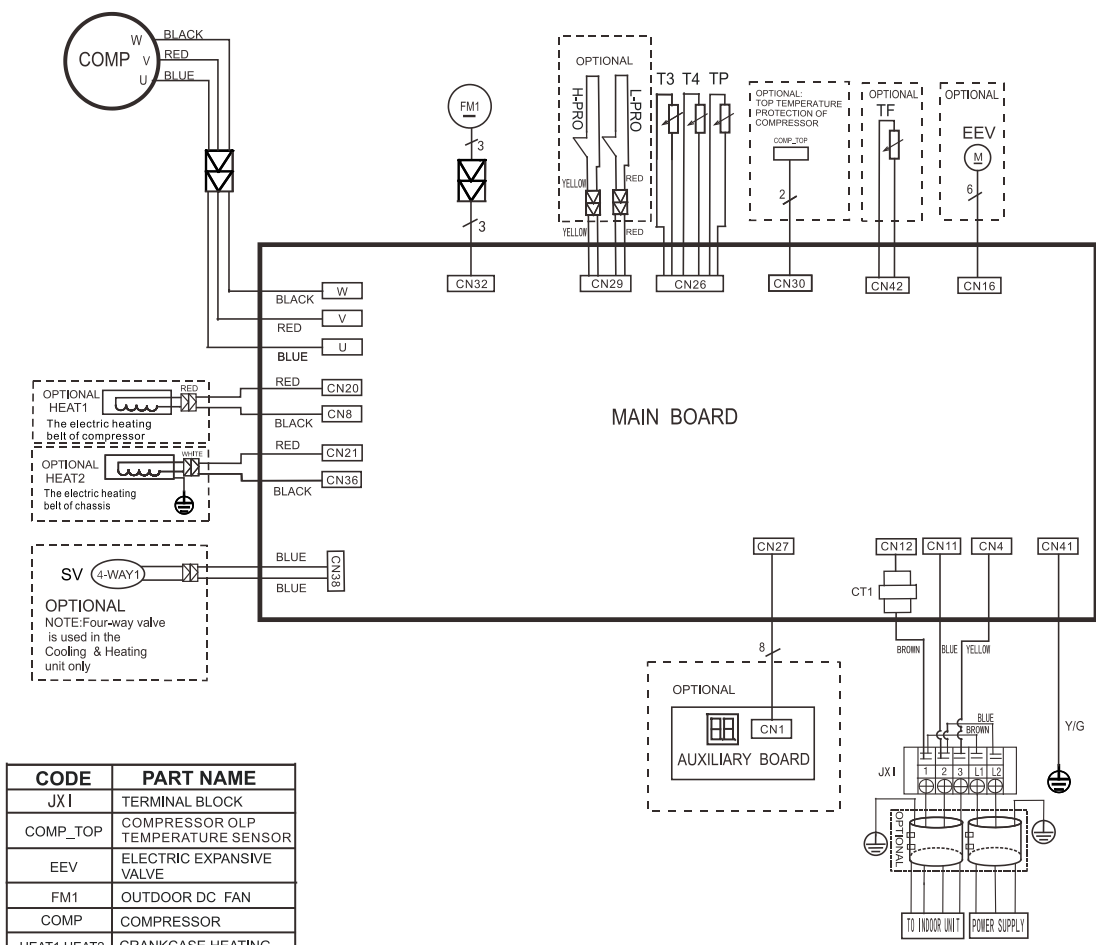 COMP
W
BLACK
V
RED
U
BLUE
FM1
3
3
OPTIONAL
H-PRO
L-PRO
YELLOW
RED
YELLOW
RED
T3 T4 TP
OPTIONAL:
TOP TEMPERATURE
PROTECTION OF
COMPRESSOR
COMP_TOP
2
OPTIONAL
TF
OPTIONAL
EEV
M
6
CN32
CN29
CN26
CN30
CN42
CN16
BLACK
W
RED
V
BLUE
U
OPTIONAL
HEAT1
RED
The electric heating
belt of compressor
RED
CN20
BLACK
CN8
OPTIONAL
HEAT2
WHITE
The electric heating
belt of chassis
RED
CN21
BLACK
CN36
MAIN BOARD
SV
4-WAY1
OPTIONAL
NOTE:Four-way valve
is used in the
Cooling & Heating
unit only
BLUE
BLUE
CN38
CN27
CN12
CN11
CN4
CN41
CT1
8
OPTIONAL
CN1
AUXILIARY BOARD
BROWN
BLUE
YELLOW
BLUE
BROWN
Y/G
JX1
1 2 3 L1 L2
OPTIONAL
TO INDOOR UNIT
POWER SUPPLY
CODE PART NAME
JX1 TERMINAL BLOCK
COMP_TOP COMPRESSOR OLP
TEMPERATURE SENSOR
EEV ELECTRIC EXPANSIVE
VALVE
FM1 OUTDOOR DC FAN
COMP COMPRESSOR
HEAT1,HEAT2 CRANKCASE HEATING